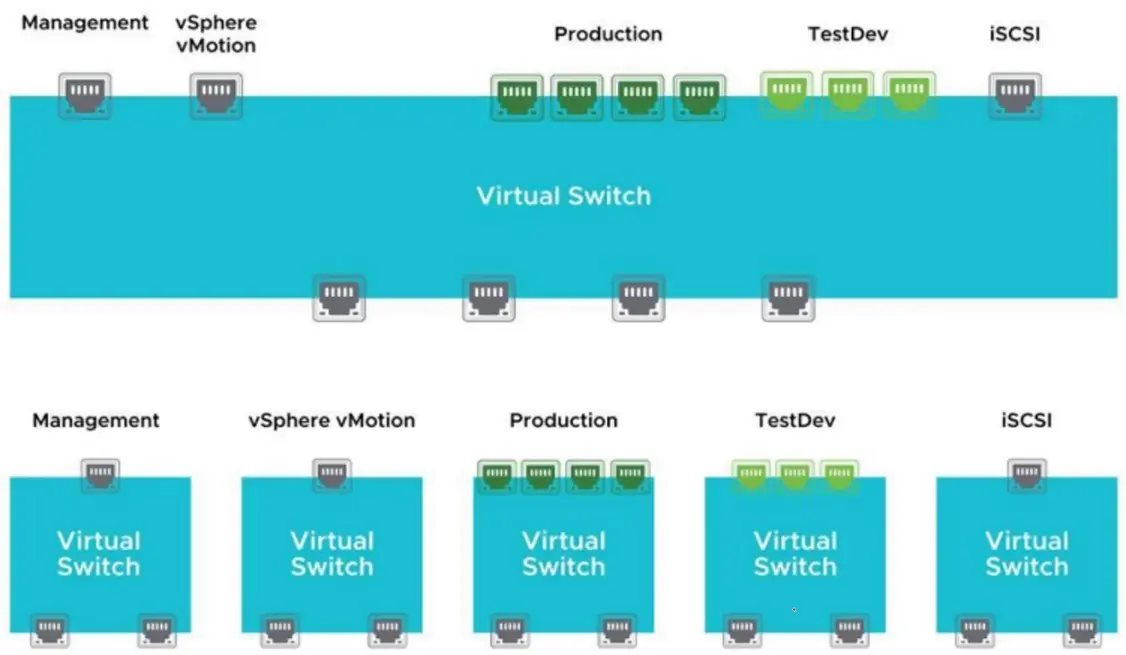 Management
vSphere
vMotion
Production
TestDev
iSCSI
Virtual Switch
Management
vSphere vMotion
Production
TestDev
iSCSI
Virtual
Switch
Virtual
Switch
Virtual
Switch
Virtual
Switch
Virtual
Switch